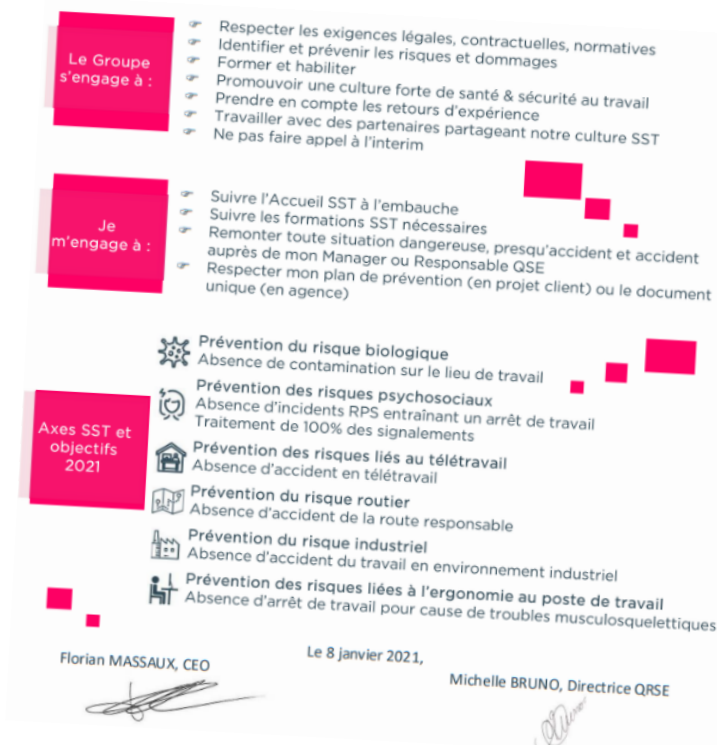 Le Groupe
s'engage à :
Respecter les exigences légales, contractuelles, normatives
Identifier et prévenir les risques et dommages
Former et habiliter
Promouvoir une culture forte de santé & sécurité au travail
Prendre en compte les retours d'expérience
Travailler avec des partenaires partageant notre culture SST
Ne pas faire appel à l'interim
Je
m'engage à :
Suivre l'Accueil SST à l'embauche
Suivre les formations SST nécessaires
Remonter toute situation dangereuse, presqu'accident et accident
auprès de mon Manager ou Responsable QSE
Respecter mon plan de prévention (en projet client) ou le document
unique (en agence)
Axes SST et
objectifs
2021
Prévention du risque biologique
Absence de contamination sur le lieu de travail
Prévention des risques psychosociaux
Absence d'incidents RPS entraînant un arrêt de travail
Traitement de 100% des signalements
Prévention des risques liés au télétravail
Absence d'accident en télétravail
Prévention du risque routier
Absence d'accident de la route responsable
Prévention du risque industriel
Absence d'accident du travail en environnement industriel
Prévention des risques liées à l'ergonomie au poste de travail
Absence d'arrêt de travail pour cause de troubles musculosquelettiques
Le 8 janvier 2021,
Florian MASSAUX, CEO
Michelle BRUNO, Directrice QRSE